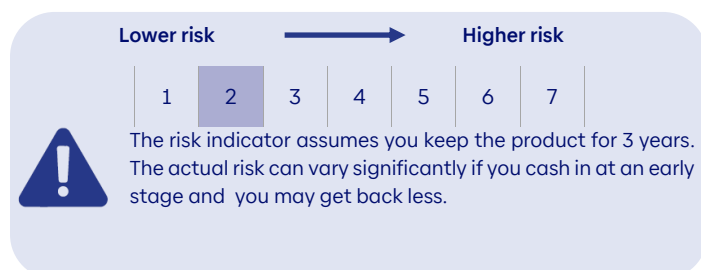 Lower risk Higher risk
1 2 3 4 5 6 7
The risk indicator assumes you keep the product for 3 years.
The actual risk can vary significantly if you cash in at an early
stage and you may get back less.